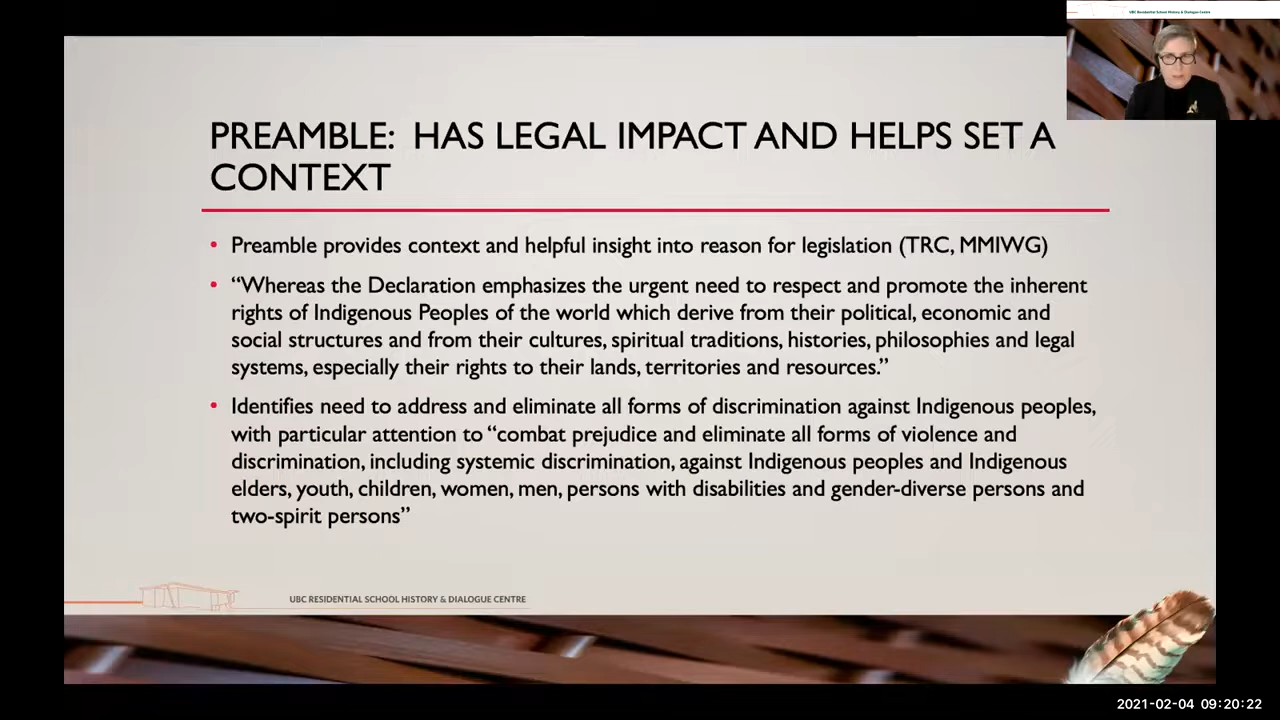 UBC Residential School History & Dialogue Centre
PREAMBLE: HAS LEGAL IMPACT AND HELPS SET A
CONTEXT
• Preamble provides context and helpful insight into reason for legislation (TRC, MMIWG)
• “Whereas the Declaration emphasizes the urgent need to respect and promote the inherent
rights of Indigenous Peoples of the world which derive from their political, economic and
social structures and from their cultures, spiritual traditions, histories, philosophies and legal
systems, especially their rights to their lands, territories and resources.”
• Identifies need to address and eliminate all forms of discrimination against Indigenous peoples,
with particular attention to “combat prejudice and eliminate all forms of violence and
discrimination, including systemic discrimination, against Indigenous peoples and Indigenous
elders, youth, children, women, men, persons with disabilities and gender-diverse persons and
two-spirit persons”
UBC RESIDENTIAL SCHOOL HISTORY & DIALOGUE CENTRE
2021-02-04 09:20:22